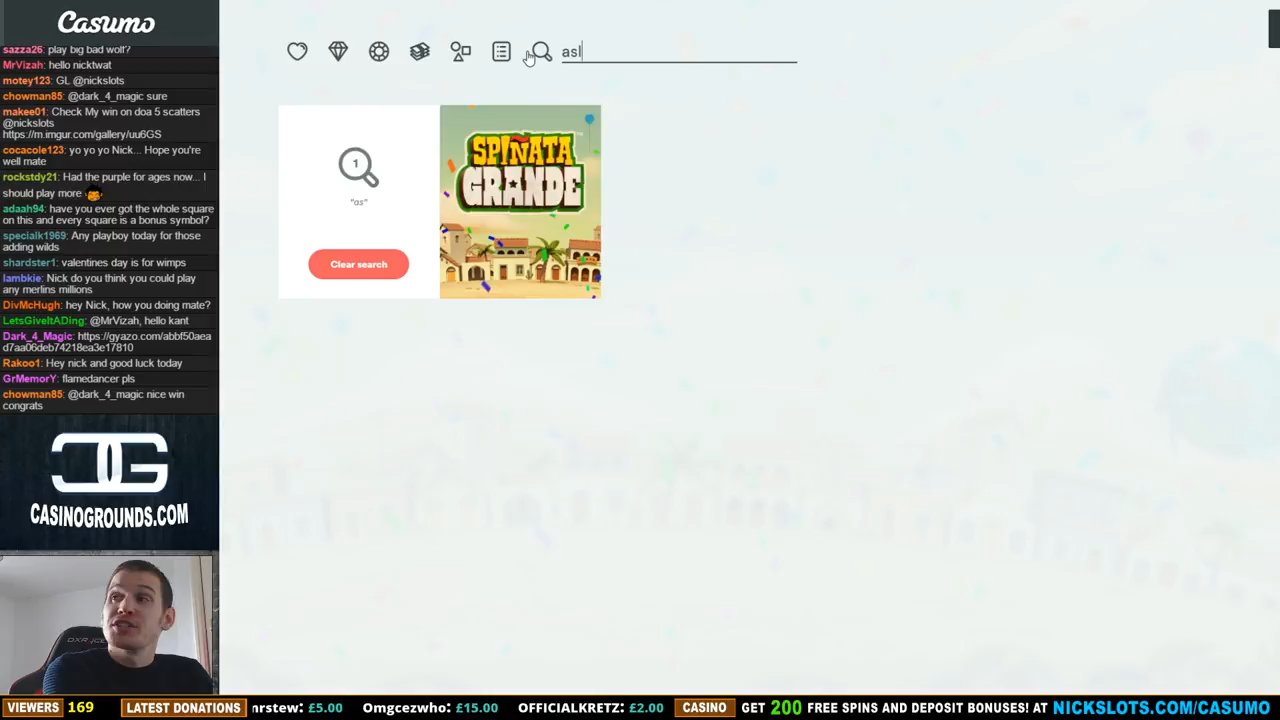 Casumo
sazza26: play big bad wolf?
MrVizah: hello nicktwat
motey123: GL @nickslots
chowman85: @dark_4_magic sure
makee01: Check My win on doa 5 scatters
@nickslots
https://m.imgur.com/gallery/uu6GS
cocacole123: yo yo yo Nick... Hope you're
well mate
rockstdy21: Had the purple for ages now... I
should play more
adaah94: have you ever got the whole square
on this and every square is a bonus symbol?
specialk1969: Any playboy today for those
adding wilds
shardster1: valentines day is for wimps
lambkie: Nick do you think you could play
any merlins millions
DivMcHugh: hey Nick, how you doing mate?
LetsGiveItADing: @MrVizah, hello kant
Dark_4_Magic: https://gyazo.com/abbf50aea
d7aa06deb74218ea3e17810
Rakoo1: Hey nick and good luck today
GrMemorY: flamedancer pls
chowman85: @dark_4_magic nice win
congrats
asl
1
"as"
Clear search
SPIÑATA
GRANDE
CG
CASINOGROUNDS.COM
DXRACER
VIEWERS 169 LATEST DONATIONS mrstew: £5.00 Omgcezwho: £15.00 OFFICIALKRETZ: £2.00 CASINO GET 200 FREE SPINS AND DEPOSIT BONUSES! AT NICKSLOTS.COM/CASUMO